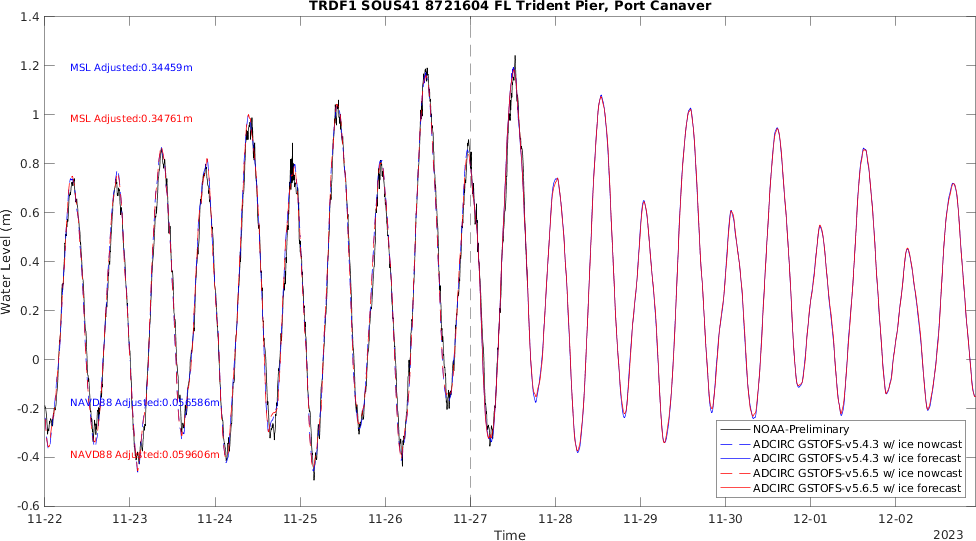 TRDF1 SOUS41 8721604 FL Trident Pier, Port Canaver
1.4
1.2
1
0.8
0.6
0.4
0.2
0
-0.2
-0.4
-0.6
Water Level (m)
MSL Adjusted:0.34459m
MSL Adjusted:0.34761m
NAVD88 Adjusted:0.056586m
NAVD88 Adjusted:0.059606m
NOAA-Preliminary
ADCIRC GSTOFS-v5.4.3 w/ ice nowcast
ADCIRC GSTOFS-v5.4.3 w/ ice forecast
ADCIRC GSTOFS-v5.6.5 w/ ice nowcast
ADCIRC GSTOFS-v5.6.5 w/ ice forecast
11-22 11-23 11-24 11-25 11-26 11-27 11-28 11-29 11-30 12-01 12-02
Time
2023